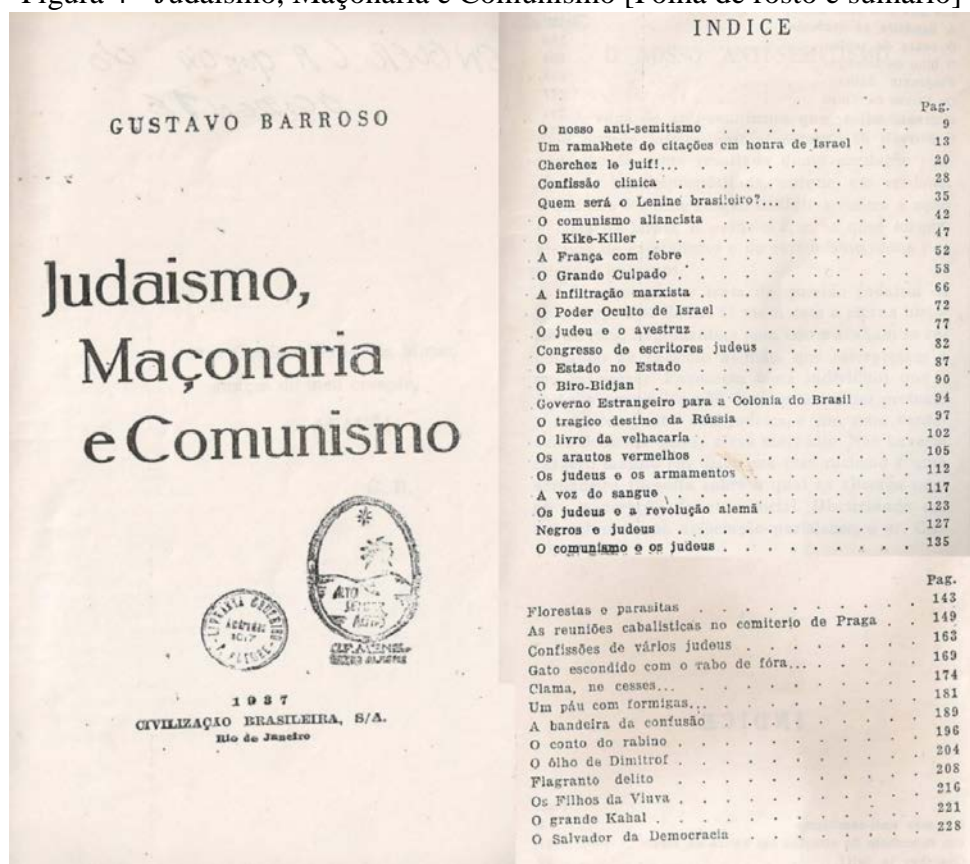 Figura 4 - Judaísmo, Maçonaria e Comunismo [Folha de rosto e sumário]
GUSTAVO BARROSO
Judaismo,
Maçonaria
e Comunismo
LIVRARIA
ALTO
1937
CIVILIZAÇÃO BRASILEIRA, S/A.
Rio de Janeiro
INDICE
Pag.
O nosso anti-semitismo . . . . . . 9
Um ramalhete de citações em honra de Israel . . . 13
Cherchez le juif!... . . . . . . 20
Confissão clinica . . . . . . 28
Quem será o Lenine brasileiro?... . . . . . . 35
O comunismo aliancista . . . . . . 42
O Kike-Killer . . . . . . 47
A França com febre . . . . . . 52
O Grande Culpado . . . . . . 58
A infiltração marxista . . . . . . 66
O Poder Oculto de Israel . . . . . . 72
O judeu e o avestruz . . . . . . 77
Congresso de escritores judeus . . . . . . 82
O Estado no Estado . . . . . . 87
O Biro-Bidjan . . . . . . 90
Governo Estrangeiro para a Colonia do Brasil . . . 94
O tragico destino da Rússia . . . . . . 97
O livro da velhacaria . . . . . . 102
Os arautos vermelhos . . . . . . 105
Os judeus e os armamentos . . . . . . 112
A voz do sangue . . . . . . 117
Os judeus e a revolução alemã . . . . . . 123
Negros e judeus . . . . . . 127
O comunismo e os judeus . . . . . . 135
Pag.
Florestas e parasitas . . . . . . 143
As reuniões cabalisticas no cemiterio de Praga . . 149
Confissões de vários judeus . . . . . . 163
Gato escondido com o rabo de fóra... . . . . . . 169
Clama, ne cesses... . . . . . . 174
Um páu com formigas... . . . . . . 181
A bandeira da confusão . . . . . . 189
O conto do rabino . . . . . . 196
O ôlho de Dimitrof . . . . . . 204
Flagrante delito . . . . . . 208
Os Filhos da Viuva . . . . . . 216
O grande Kahal . . . . . . 221
O Salvador da Democracia . . . . . . 228